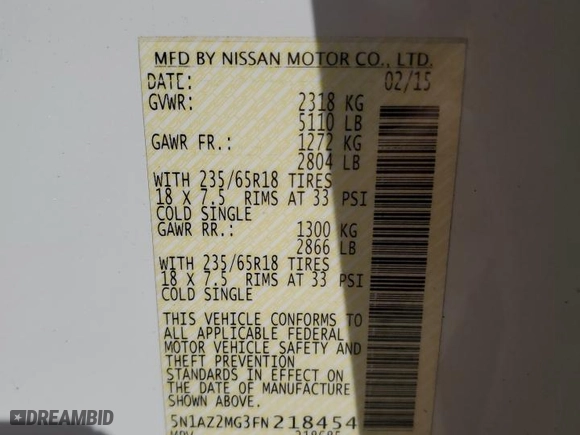 MFD BY NISSAN MOTOR CO., LTD.
DATE: 02/15
GVWR: 2318 KG
5110 LB
GAWR FR.: 1272 KG
2804 LB
WITH 235/65R18 TIRES
18 X 7.5 RIMS AT 33 PSI
COLD SINGLE
GAWR RR.: 1300 KG
2866 LB
WITH 235/65R18 TIRES
18 X 7.5 RIMS AT 33 PSI
COLD SINGLE
THIS VEHICLE CONFORMS TO
ALL APPLICABLE FEDERAL
MOTOR VEHICLE SAFETY AND
THEFT PREVENTION
STANDARDS IN EFFECT ON
THE DATE OF MANUFACTURE
SHOWN ABOVE.
5N1AZ2MG3FN218454
DREAMBID